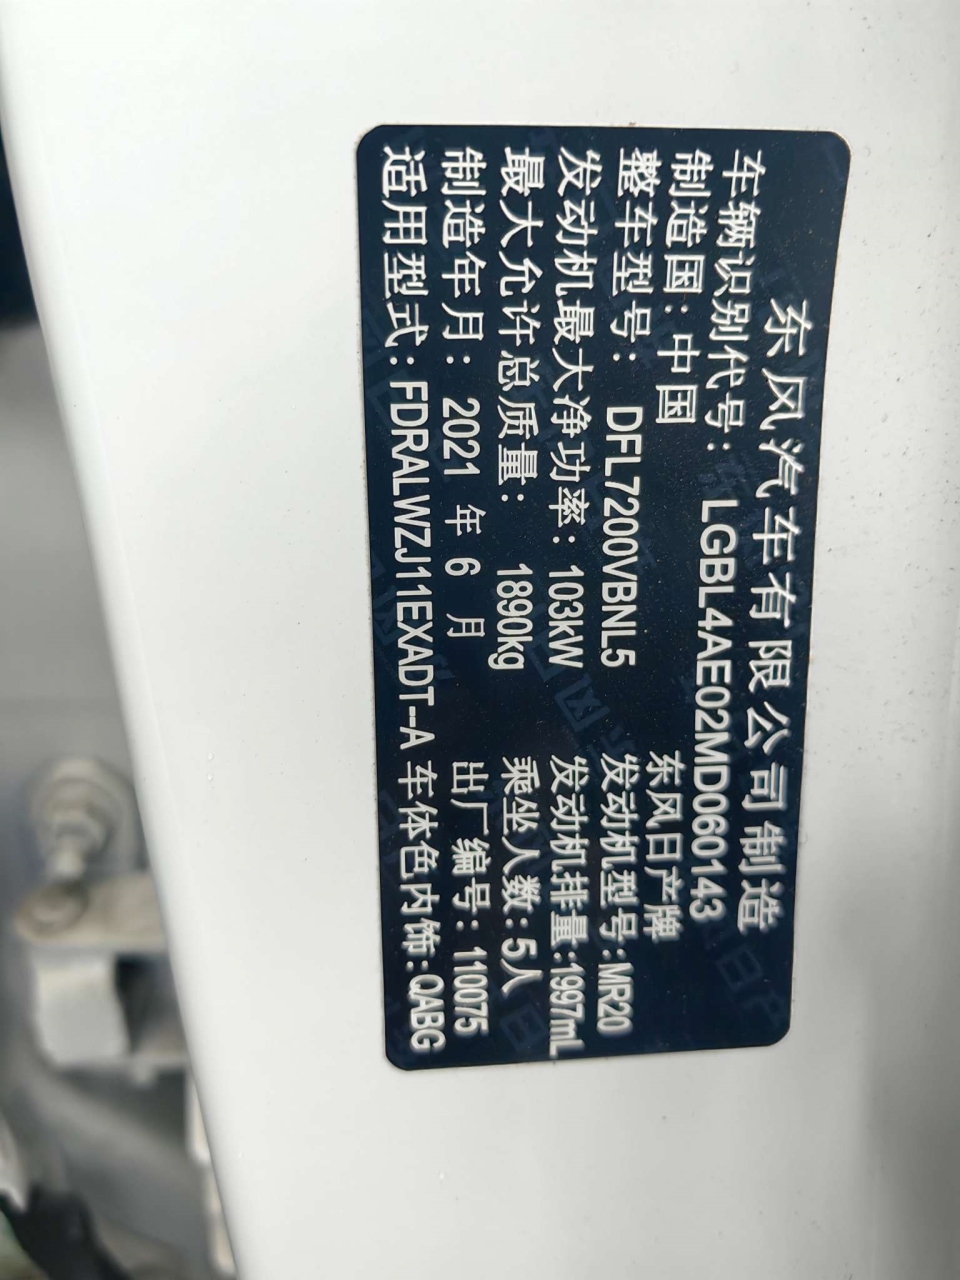 东风汽车有限公司制造
车辆识别代号: LGBL4AE02MD060143
制造国: 中国 东风日产牌
整车型号: DFL7200VBNL5 发动机型号:MR20
发动机最大净功率: 103kW 发动机排量:1997mL
最大允许总质量: 1890kg 乘坐人数:5人
制造年月: 2021 年 6 月 出厂编号: 110075
适用型式: FDRALWZJ11EXADT--A 车体色内饰:QABG